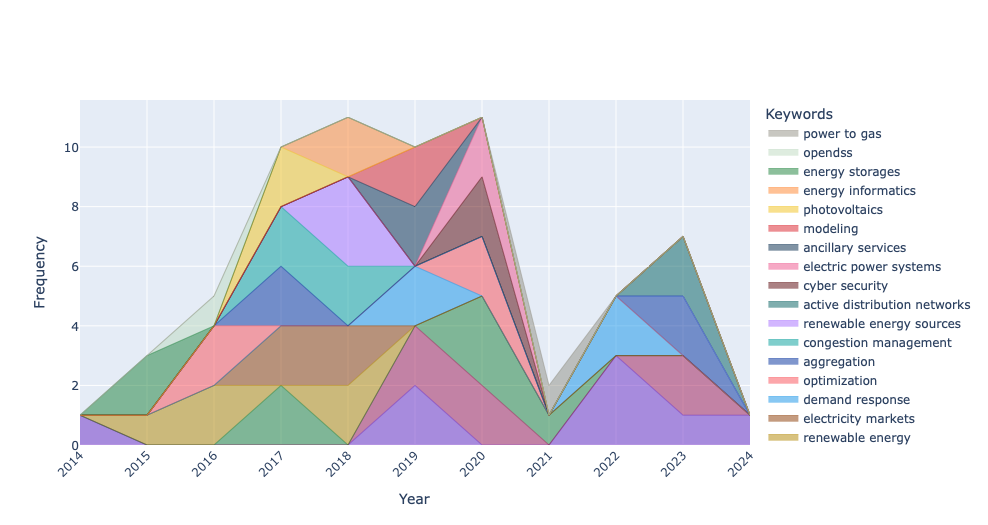 Frequency
10
8
6
4
2
0
2014
2015
2016
2017
2018
2019
2020
2021
2022
2023
2024
Year
Keywords
power to gas
opendss
energy storages
energy informatics
photovoltaics
modeling
ancillary services
electric power systems
cyber security
active distribution networks
renewable energy sources
congestion management
aggregation
optimization
demand response
electricity markets
renewable energy